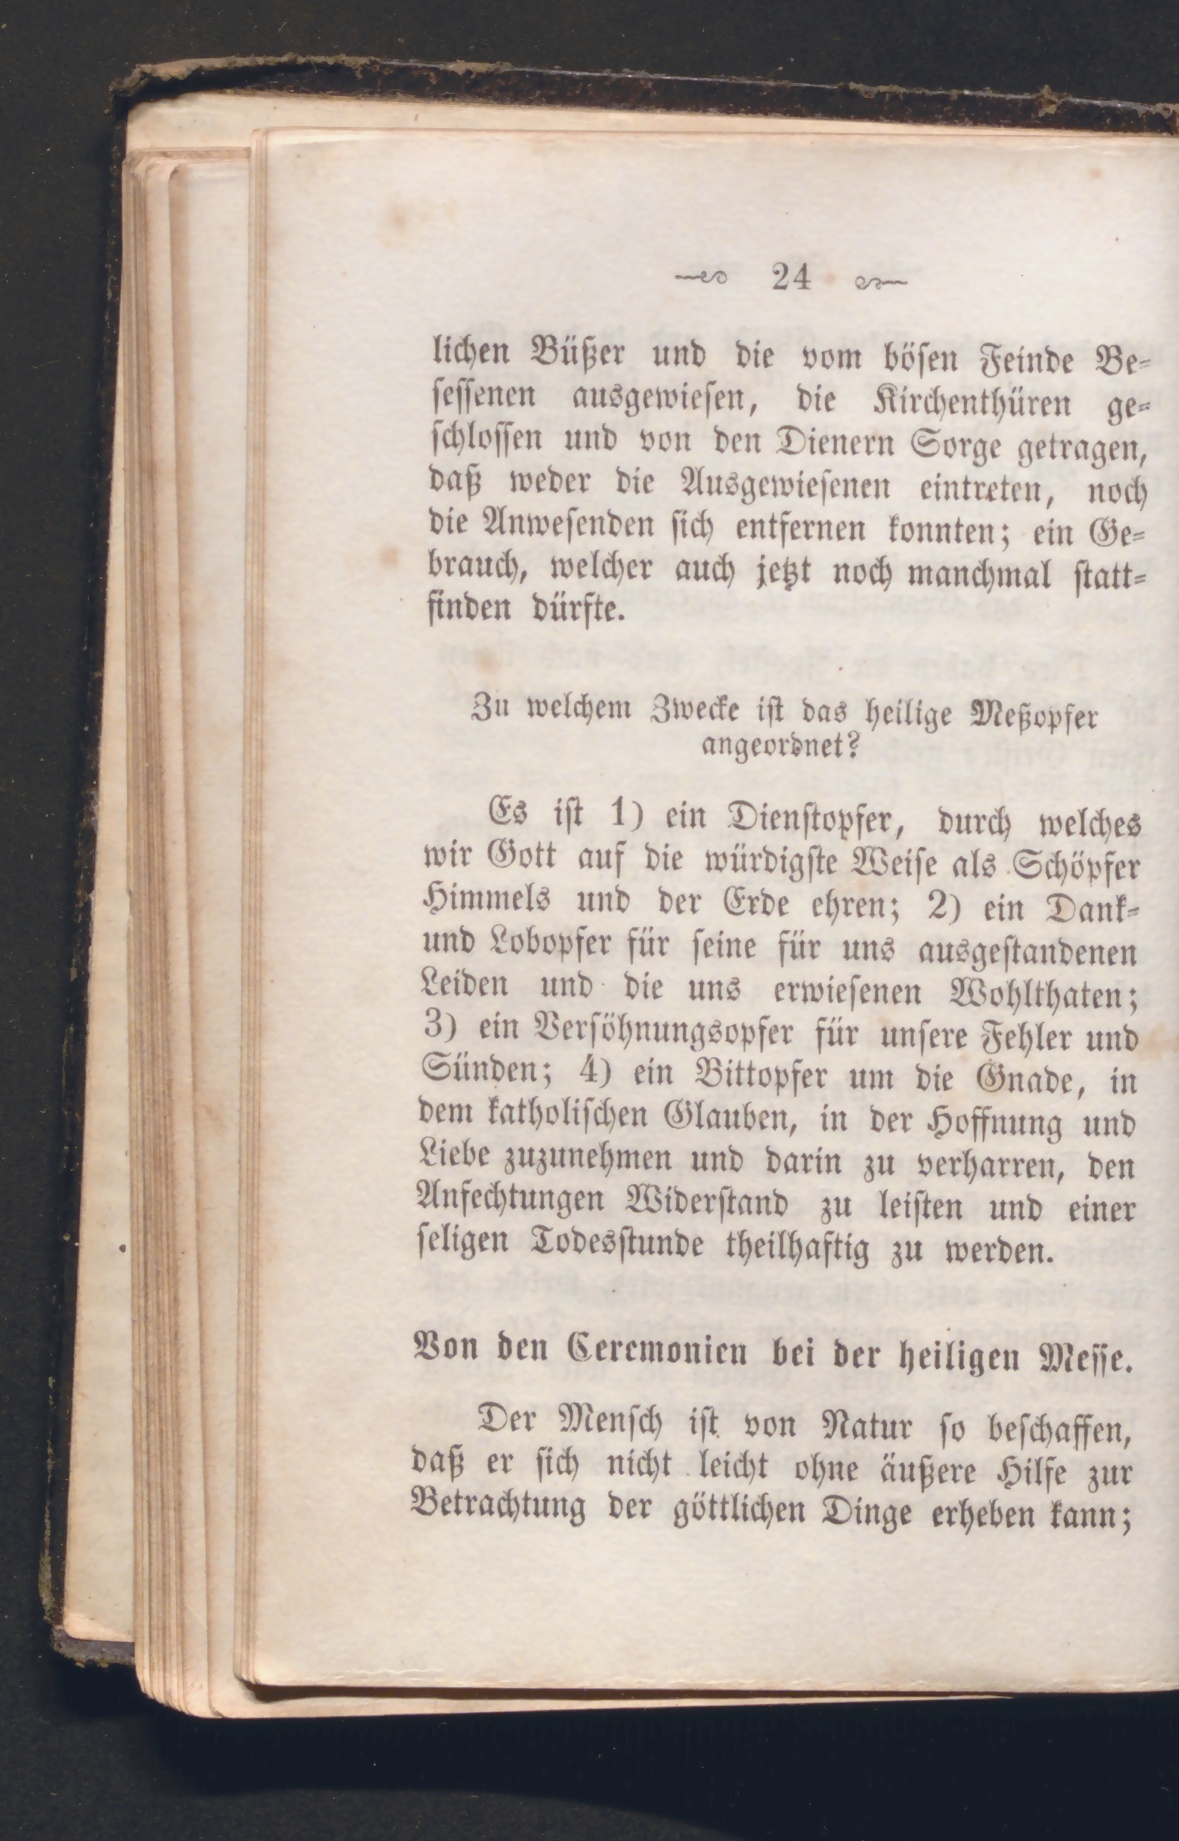 24
lichen Büßer und die vom bösen Feinde Be-
sessenen ausgewiesen, die Kirchenthüren ge-
schlossen und von den Dienern Sorge getragen,
daß weder die Ausgewiesenen eintreten, noch
die Anwesenden sich entfernen konnten; ein Ge-
brauch, welcher auch jetzt noch manchmal statt-
finden dürfte.
Zu welchem Zwecke ist das heilige Meßopfer
angeordnet?
Es ist 1) ein Dienstopfer, durch welches
wir Gott auf die würdigste Weise als Schöpfer
Himmels und der Erde ehren; 2) ein Dank-
und Lobopfer für seine für uns ausgestandenen
Leiden und die uns erwiesenen Wohlthaten;
3) ein Versöhnungsopfer für unsere Fehler und
Sünden; 4) ein Bittopfer um die Gnade, in
dem katholischen Glauben, in der Hoffnung und
Liebe zuzunehmen und darin zu verharren, den
Anfechtungen Widerstand zu leisten und einer
seligen Todesstunde theilhaftig zu werden.
Von den Ceremonien bei der heiligen Messe.
Der Mensch ist von Natur so beschaffen,
daß er sich nicht leicht ohne äußere Hilfe zur
Betrachtung der göttlichen Dinge erheben kann;